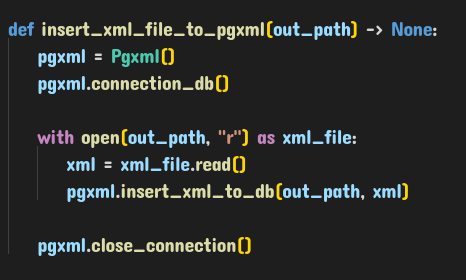 def insert_xml_file_to_pgxml(out_path) -> None:
    pgxml = Pgxml()
    pgxml.connection_db()

    with open(out_path, "r") as xml_file:
        xml = xml_file.read()
        pgxml.insert_xml_to_db(out_path, xml)

    pgxml.close_connection()